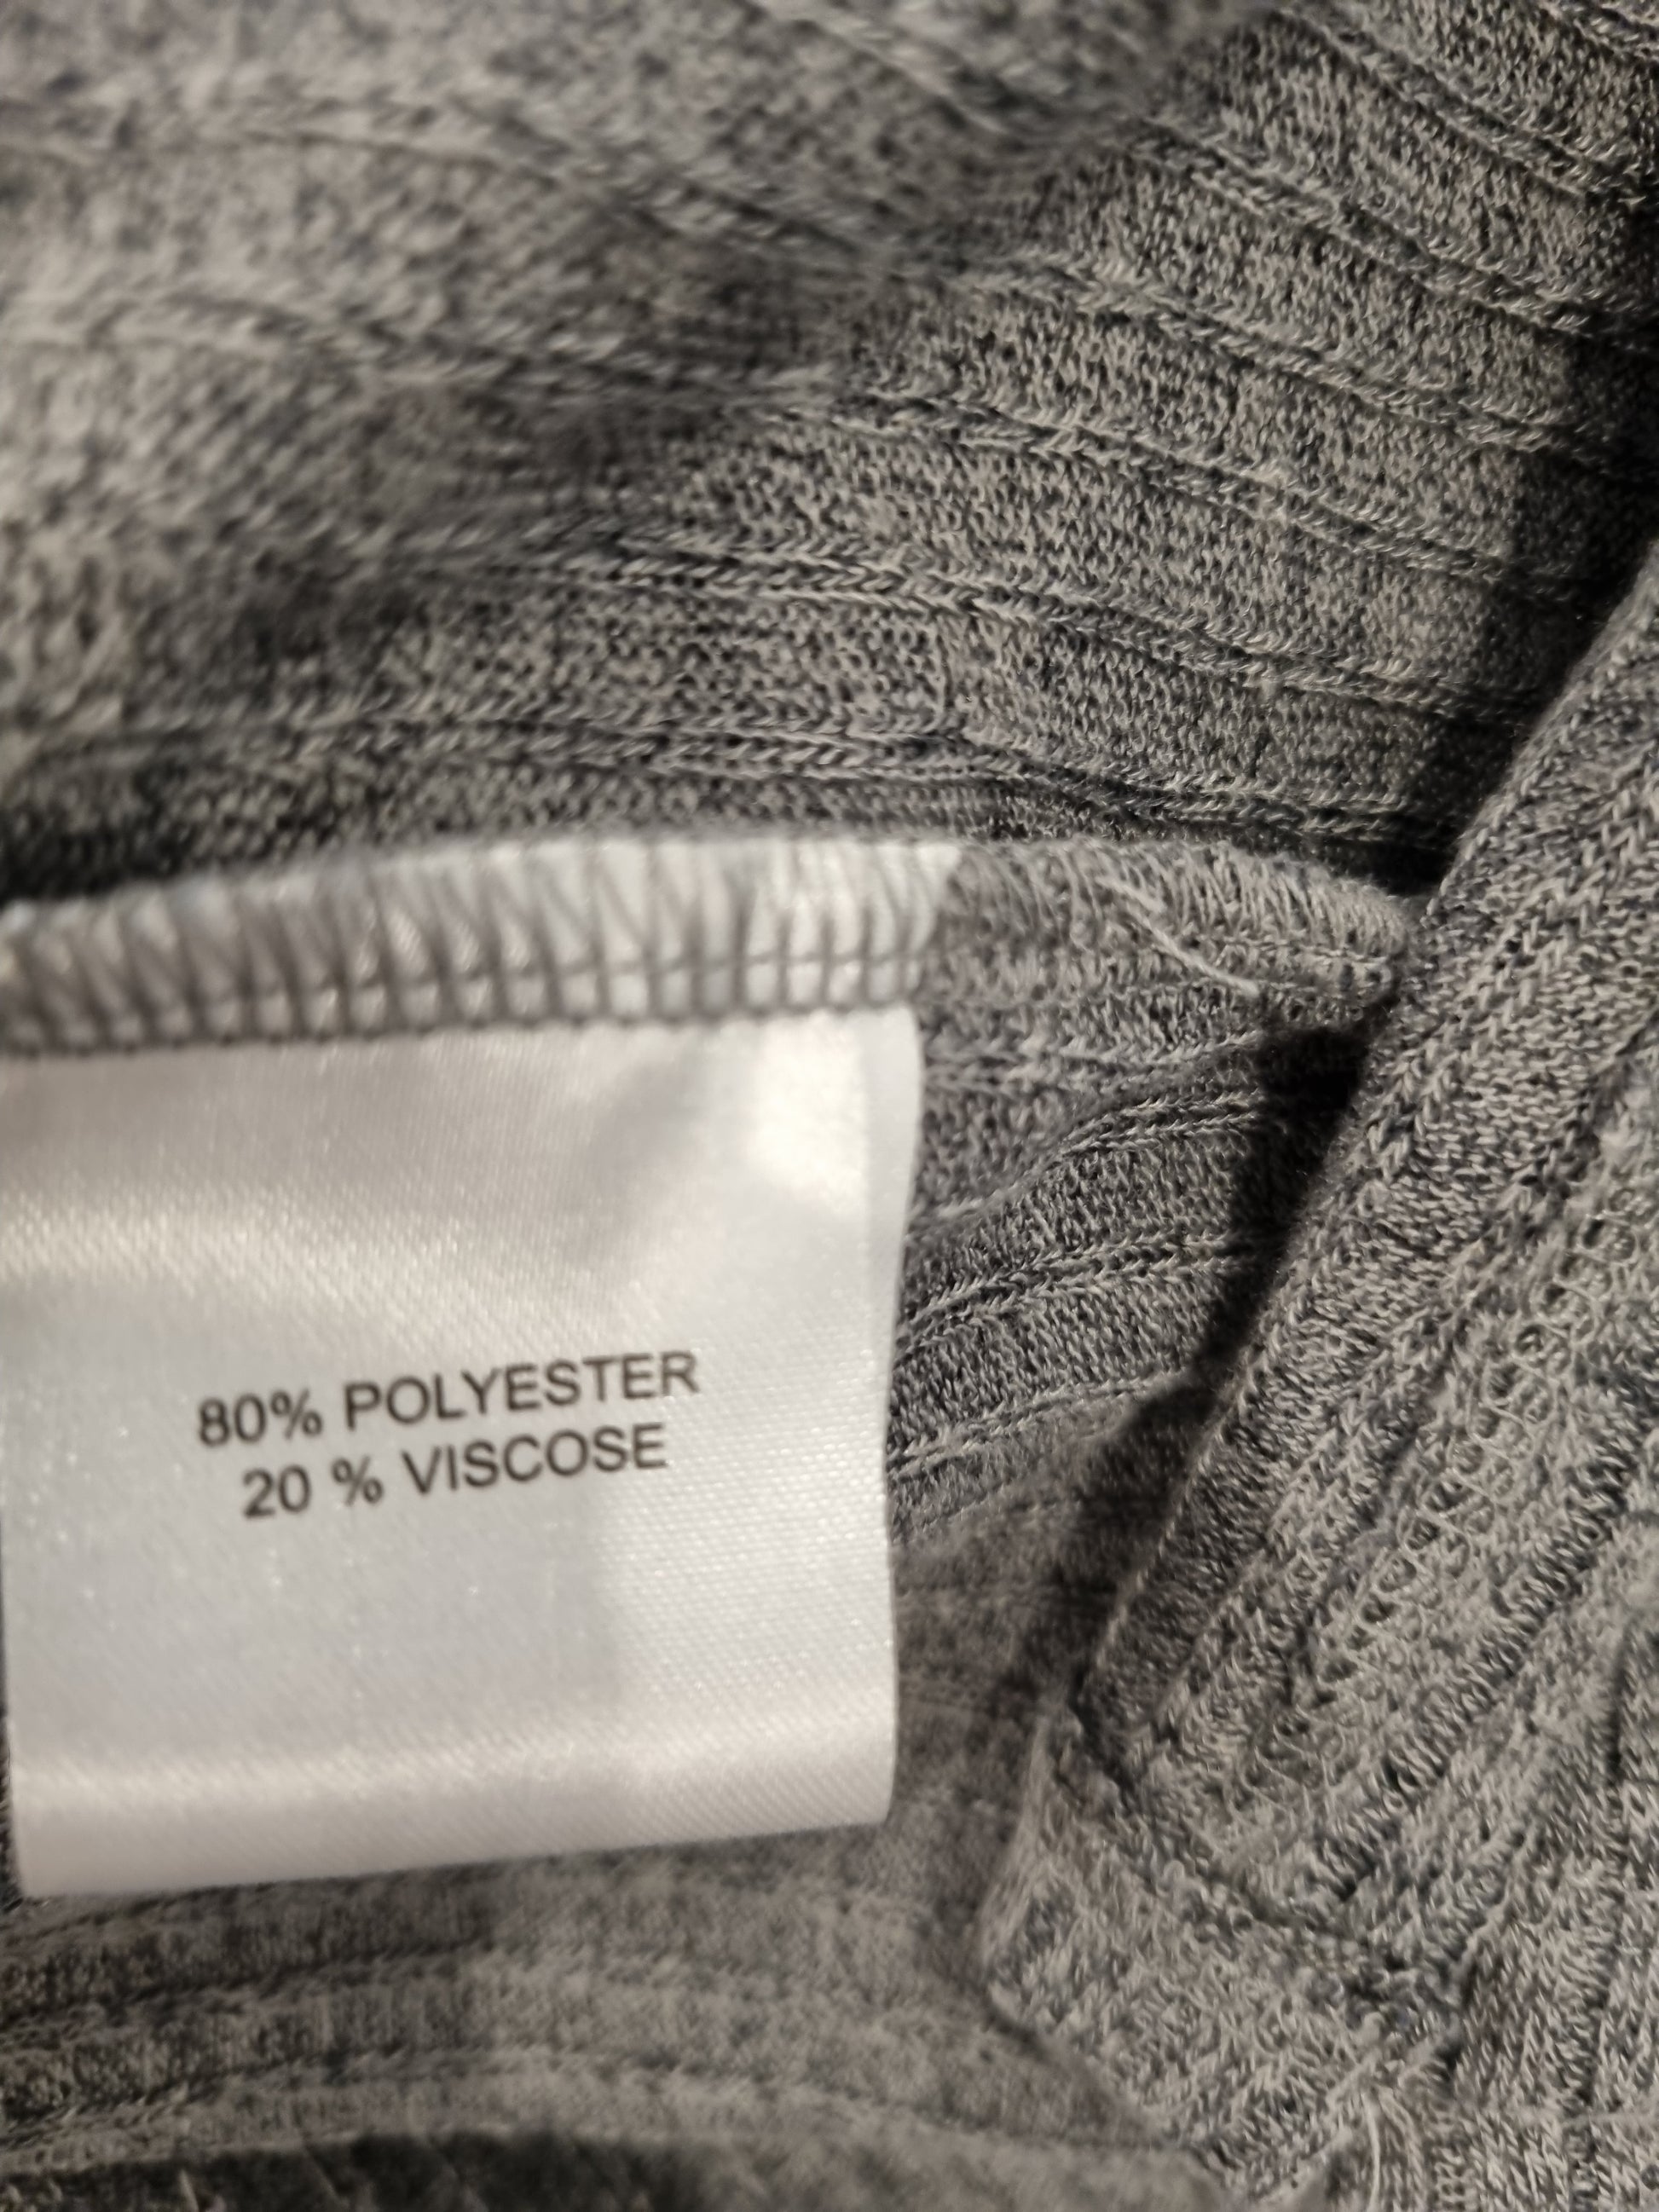 80% POLYESTER
20 % VISCOSE